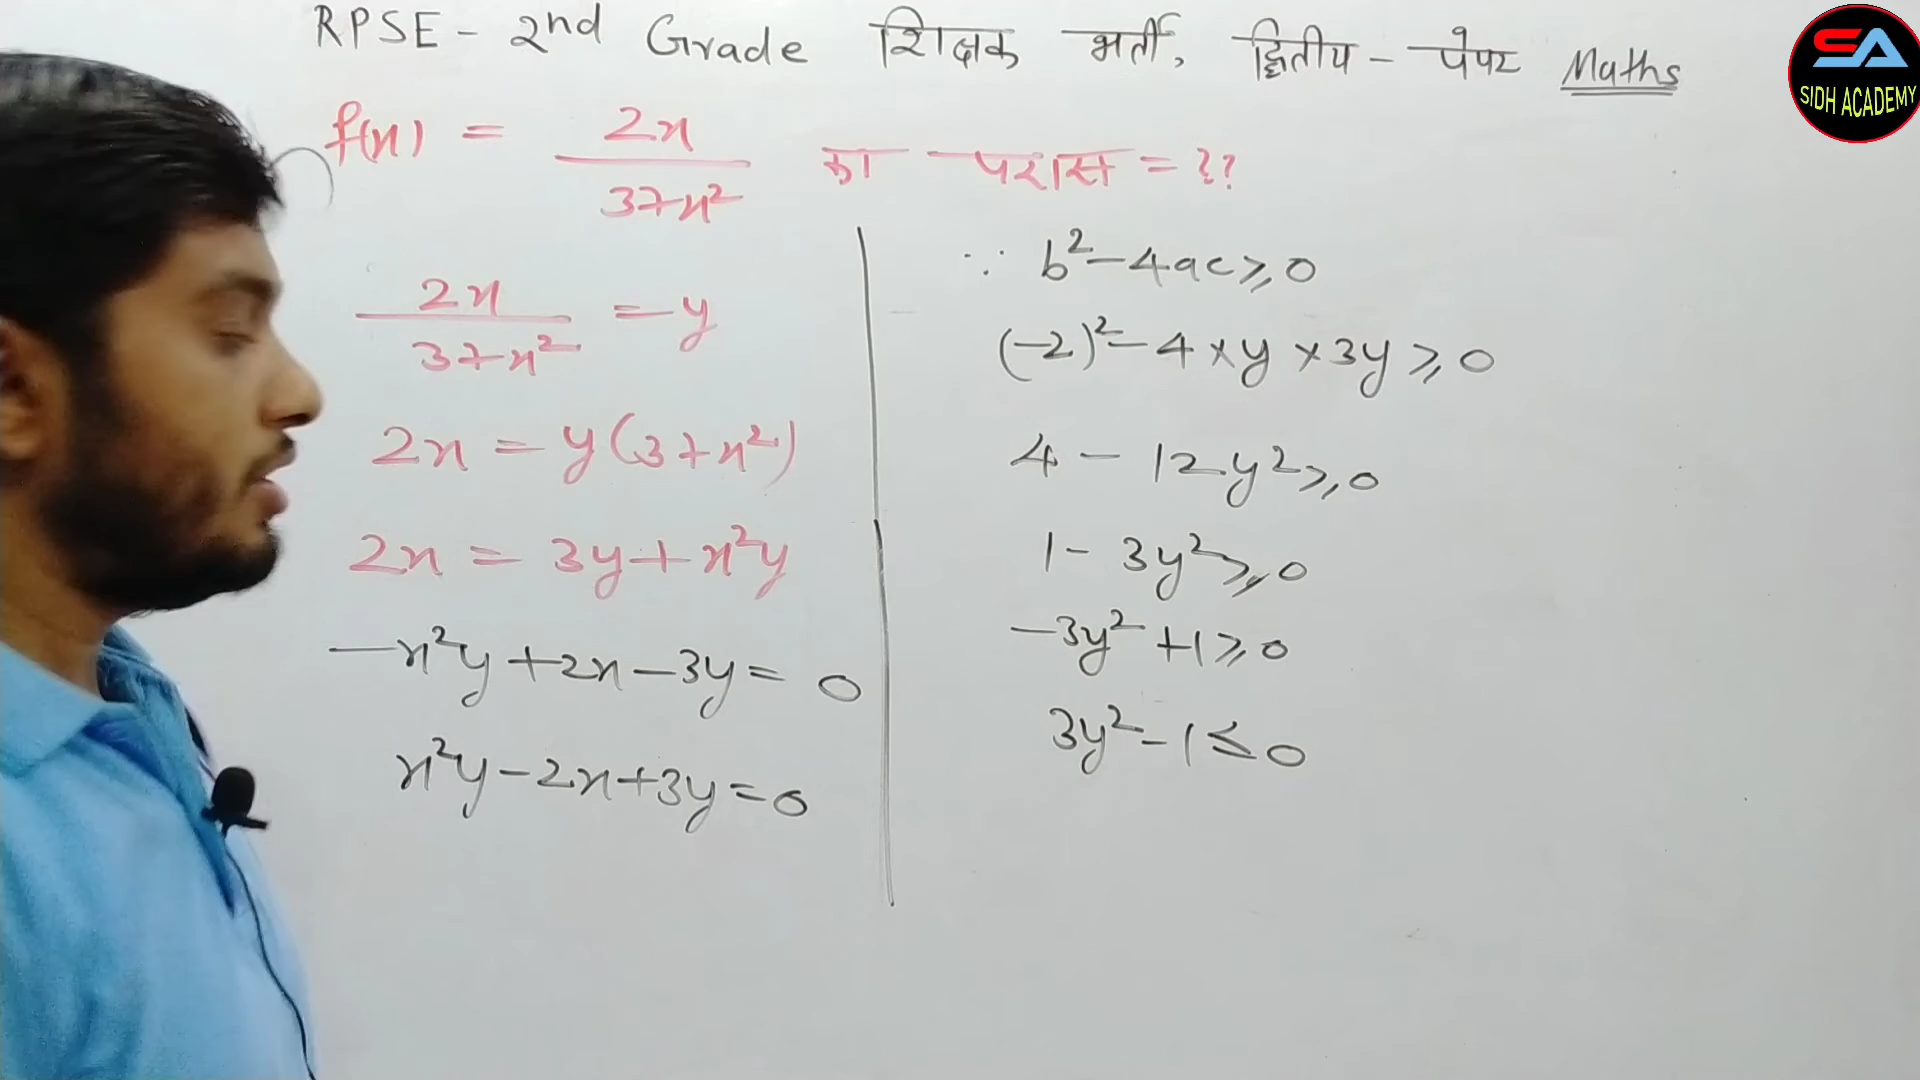 RPSE - 2nd Grade शिक्षक भर्ती, द्वितीय - पेपर Maths
SA
SIDH ACADEMY
f(x) = 2x / 3+x² का परास = ??
2x / 3+x² = y
2x = y(3+x²)
2x = 3y+x²y
-x²y+2x-3y= 0
x²y-2x+3y=0
∵ b²-4ac≥0
(-2)²-4×y×3y≥0
4 - 12y²≥0
1- 3y²≥0
-3y²+1≥0
3y²-1≤0